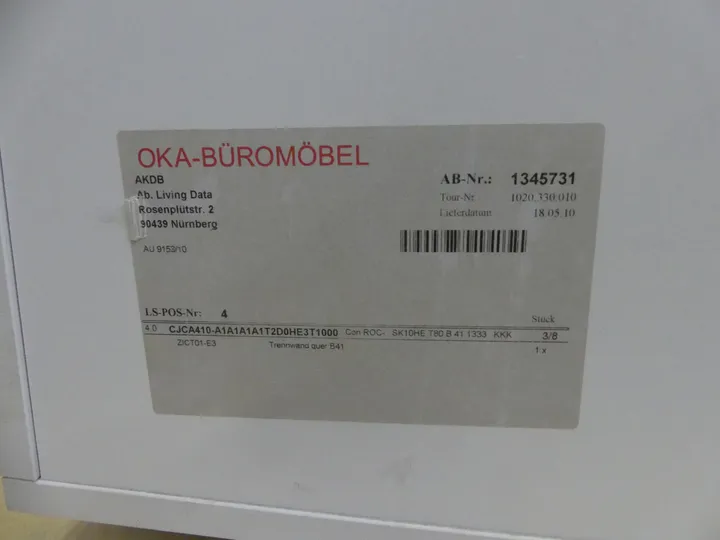 OKA-BÜROMÖBEL
AKDB
Ab. Living Data
Rosenplütstr. 2
90439 Nürnberg
AU 9153/10
AB-Nr.: 1345731
Tour-Nr. 1020.330.010
Lieferdatum 18.05.10
LS-POS-Nr: 4
Stück
4.0 CJCA410-A1A1A1A1T2D0HE3T1000 Con ROC- SK10HE T80 B 41 1333 KKK 3/8
ZICT01-E3 Trennwand quer B41 1 x